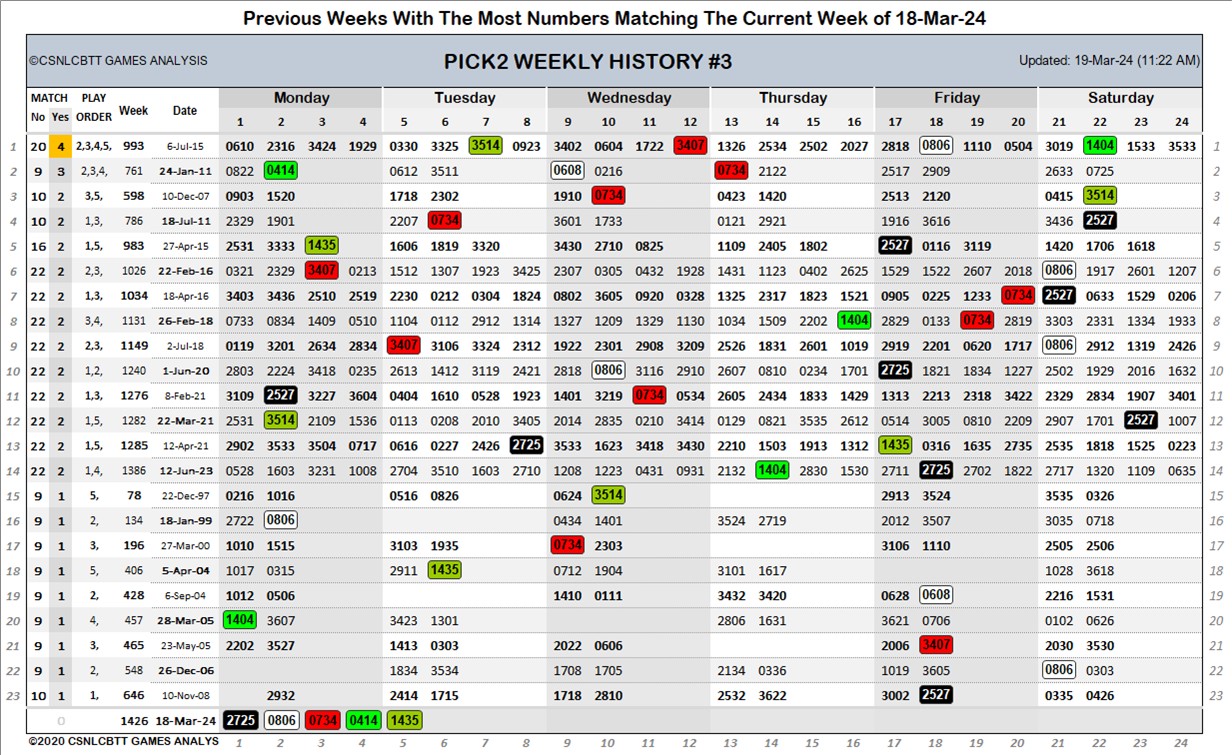 Previous Weeks With The Most Numbers Matching The Current Week of 18-Mar-24
©CSNLCBTT GAMES ANALYSIS PICK2 WEEKLY HISTORY #3 Updated: 19-Mar-24 (11:22 AM)
MATCH PLAY Week Date Monday Tuesday Wednesday Thursday Friday Saturday
No Yes ORDER 1 2 3 4 5 6 7 8 9 10 11 12 13 14 15 16 17 18 19 20 21 22 23 24
1 20 4 2,3,4,5, 993 6-Jul-15 0610 2316 3424 1929 0330 3325 3514 0923 3402 0604 1722 3407 1326 2534 2502 2027 2818 0806 1110 0504 3019 1404 1533 3533 1
2 9 3 2,3,4, 761 24-Jan-11 0822 0414 0612 3511 0608 0216 0734 2122 2517 2909 2633 0725 2
3 10 2 3,5, 598 10-Dec-07 0903 1520 1718 2302 1910 0734 0423 1420 2513 2120 0415 3514 3
4 10 2 1,3, 786 18-Jul-11 2329 1901 2207 0734 3601 1733 0121 2921 1916 3616 3436 2527 4
5 16 2 1,5, 983 27-Apr-15 2531 3333 1435 1606 1819 3320 3430 2710 0825 1109 2405 1802 2527 0116 3119 1420 1706 1618 5
6 22 2 2,3, 1026 22-Feb-16 0321 2329 3407 0213 1512 1307 1923 3425 2307 0305 0432 1928 1431 1123 0402 2625 1529 1522 2607 2018 0806 1917 2601 1207 6
7 22 2 1,3, 1034 18-Apr-16 3403 3436 2510 2519 2230 0212 0304 1824 0802 3605 0920 0328 1325 2317 1823 1521 0905 0225 1233 0734 2527 0633 1529 0206 7
8 22 2 3,4, 1131 26-Feb-18 0733 0834 1409 0510 1104 0112 2912 1314 1327 1209 1329 1130 1034 1509 2202 1404 2829 0133 0734 2819 3303 2331 1334 1933 8
9 22 2 2,3, 1149 2-Jul-18 0119 3201 2634 2834 3407 3106 3324 2312 1922 2301 2908 3209 2526 1831 2601 1019 2919 2201 0620 1717 0806 2912 1319 2426 9
10 22 2 1,2, 1240 1-Jun-20 2803 2224 3418 0235 2613 1412 3119 2421 2818 0806 3116 2910 2607 0810 0234 1701 2725 1821 1834 1227 2502 1929 2016 1632 10
11 22 2 1,3, 1276 8-Feb-21 3109 2527 3227 3604 0404 1610 0528 1923 1401 3219 0734 0534 2605 2434 1833 1429 1313 2213 2318 3422 2329 2834 1907 3401 11
12 22 2 1,5, 1282 22-Mar-21 2531 3514 2109 1536 0113 0208 2010 3405 2014 2835 0210 3414 0129 0821 3535 2612 0514 3005 0810 2209 2907 1701 2527 1007 12
13 22 2 1,5, 1285 12-Apr-21 2902 3533 3504 0717 0616 0227 2426 2725 3533 1623 3418 3430 2210 1503 1913 1312 1435 0316 1635 2735 2535 1818 1525 0223 13
14 22 2 1,4, 1386 12-Jun-23 0528 1603 3231 1008 2704 3510 1603 2710 1208 1223 0431 0931 2132 1404 2830 1530 2711 2725 2702 1822 2717 1320 1109 0635 14
15 9 1 5, 78 22-Dec-97 0216 1016 0516 0826 0624 3514 2913 3524 3535 0326 15
16 9 1 2, 134 18-Jan-99 2722 0806 0434 1401 3524 2719 2012 3507 3035 0718 16
17 9 1 3, 196 27-Mar-00 1010 1515 3103 1935 0734 2303 3106 1110 2505 2506 17
18 9 1 5, 406 5-Apr-04 1017 0315 2911 1435 0712 1904 3101 1617 1028 3618 18
19 9 1 2, 428 6-Sep-04 1012 0506 1410 0111 3432 3420 0628 0608 2216 1531 19
20 9 1 4, 457 28-Mar-05 1404 3607 3423 1301 2806 1631 3621 0706 0102 0626 20
21 9 1 3, 465 23-May-05 2202 3527 1413 0303 2022 0606 2006 3407 2030 3530 21
22 9 1 2, 548 26-Dec-06 1834 3534 1708 1705 2134 0336 1019 3605 0806 0303 22
23 10 1 1, 646 10-Nov-08 2932 2414 1715 1718 2810 2532 3622 3002 2527 0335 0426 23
0 1426 18-Mar-24 2725 0806 0734 0414 1435
©2020 CSNLCBTT GAMES ANALYS 1 2 3 4 5 6 7 8 9 10 11 12 13 14 15 16 17 18 19 20 21 22 23 24